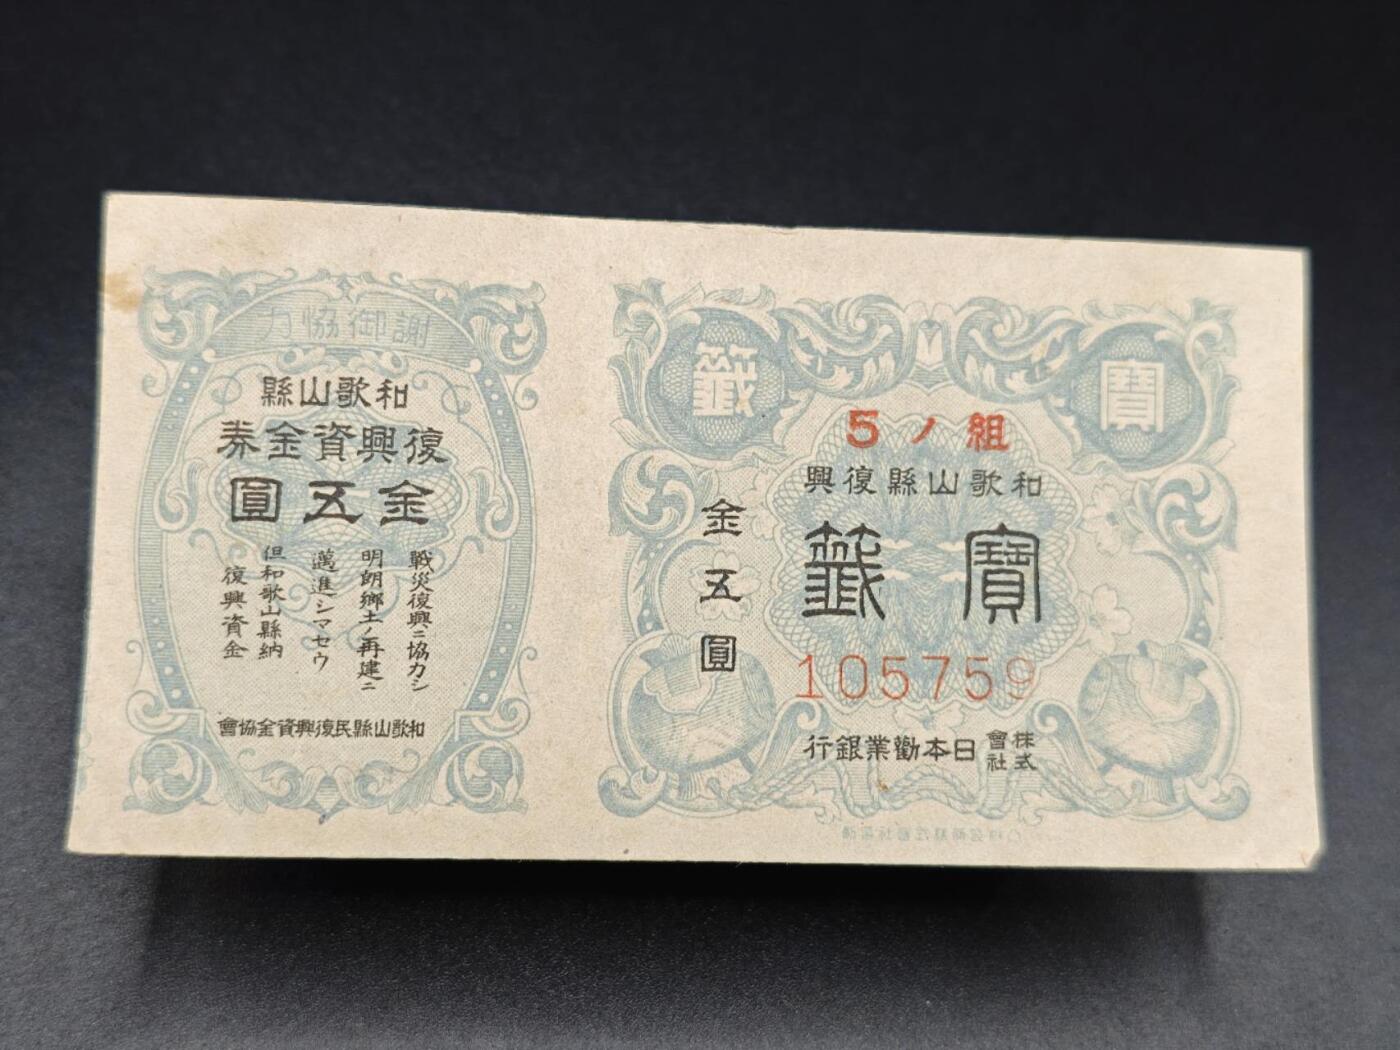 寶籤
5ノ組
和歌山縣復興
寶籤
金五圓
105759
株式會社日本勸業銀行
謝御協力
和歌山縣
復興資金券
金五圓
戰災復興ニ協力シ
明朗鄕土ノ再建ニ
邁進シマセウ
但和歌山縣納
復興資金
和歌山縣民復興資金協會